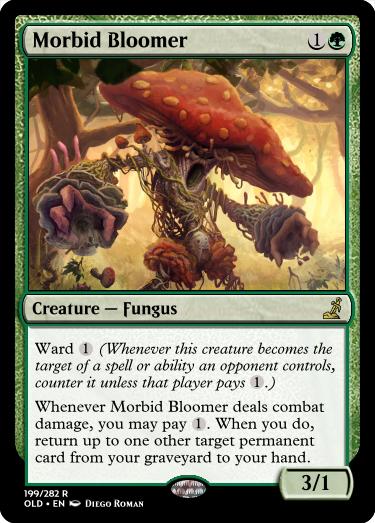 Morbid Bloomer 1
Creature — Fungus
Ward 1 (Whenever this creature becomes the
target of a spell or ability an opponent controls,
counter it unless that player pays 1.)
Whenever Morbid Bloomer deals combat
damage, you may pay 1. When you do,
return up to one other target permanent
card from your graveyard to your hand.
3/1
199/282 R
OLD • EN Diego Roman